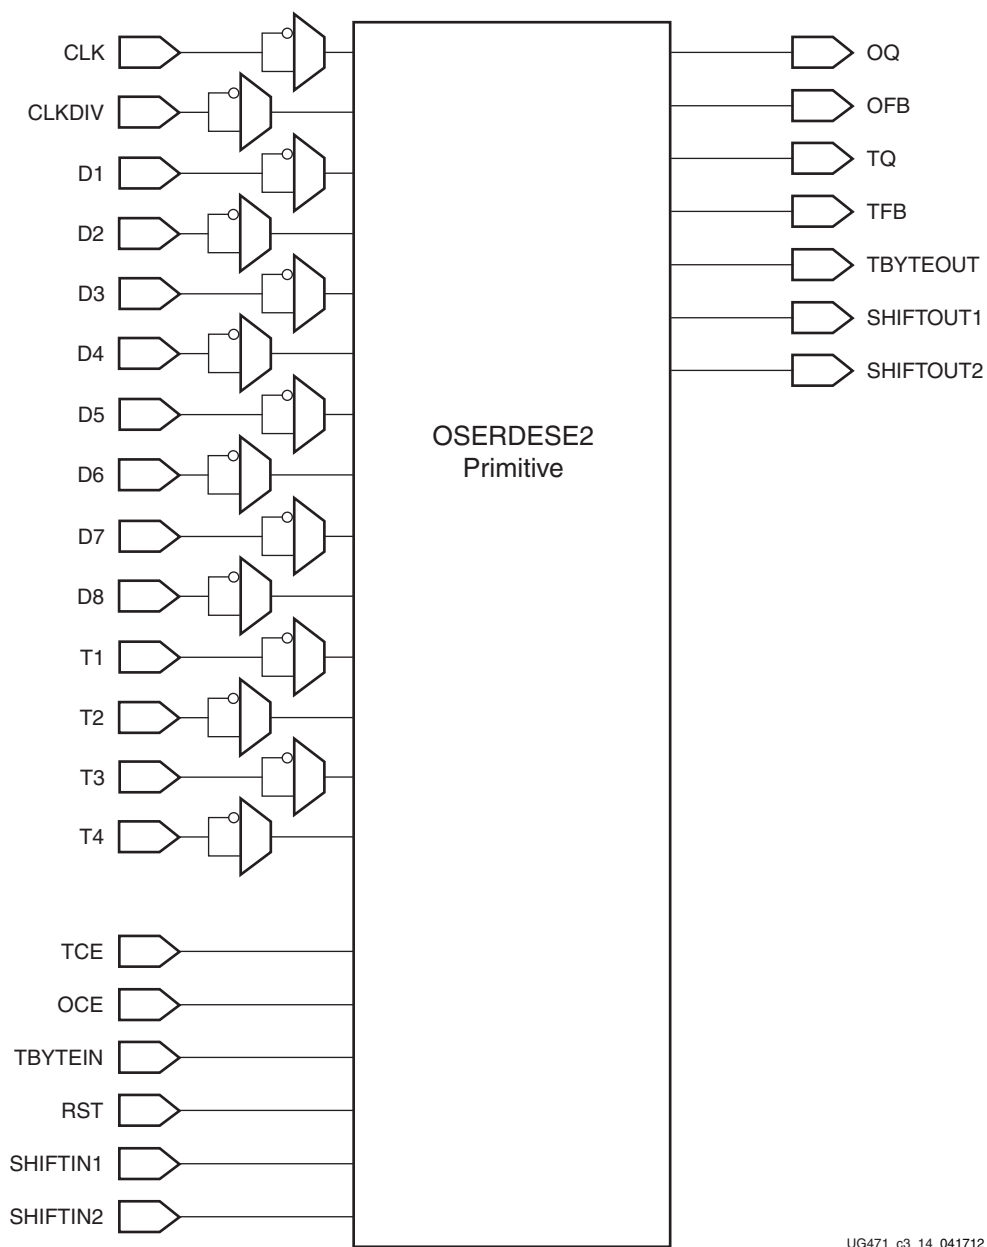 CLK
CLKDIV
D1
D2
D3
D4
D5
D6
D7
D8
T1
T2
T3
T4
TCE
OCE
TBYTEIN
RST
SHIFTIN1
SHIFTIN2
OSERDESE2
Primitive
OQ
OFB
TQ
TFB
TBYTEOUT
SHIFTOUT1
SHIFTOUT2
UG471_c3_14_041712